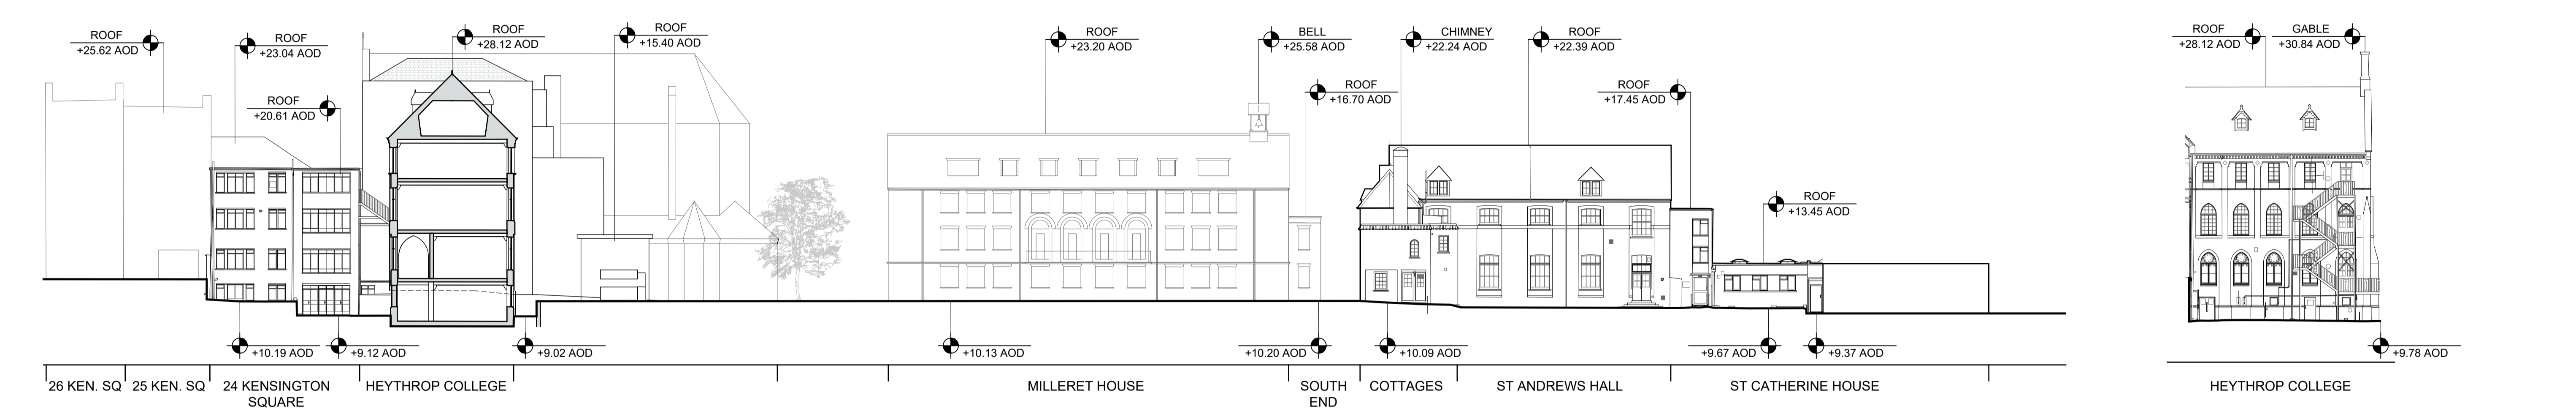 ROOF
+25.62 AOD
ROOF
+23.04 AOD
ROOF
+20.61 AOD
ROOF
+28.12 AOD
ROOF
+15.40 AOD
ROOF
+23.20 AOD
BELL
+25.58 AOD
ROOF
+16.70 AOD
CHIMNEY
+22.24 AOD
ROOF
+22.39 AOD
ROOF
+17.45 AOD
ROOF
+13.45 AOD
ROOF
+28.12 AOD
GABLE
+30.84 AOD
+10.19 AOD
+9.12 AOD
+9.02 AOD
+10.13 AOD
+10.20 AOD
+10.09 AOD
+9.67 AOD
+9.37 AOD
+9.78 AOD
26 KEN. SQ
25 KEN. SQ
24 KENSINGTON
SQUARE
HEYTHROP COLLEGE
MILLERET HOUSE
SOUTH
END
COTTAGES
ST ANDREWS HALL
ST CATHERINE HOUSE
HEYTHROP COLLEGE